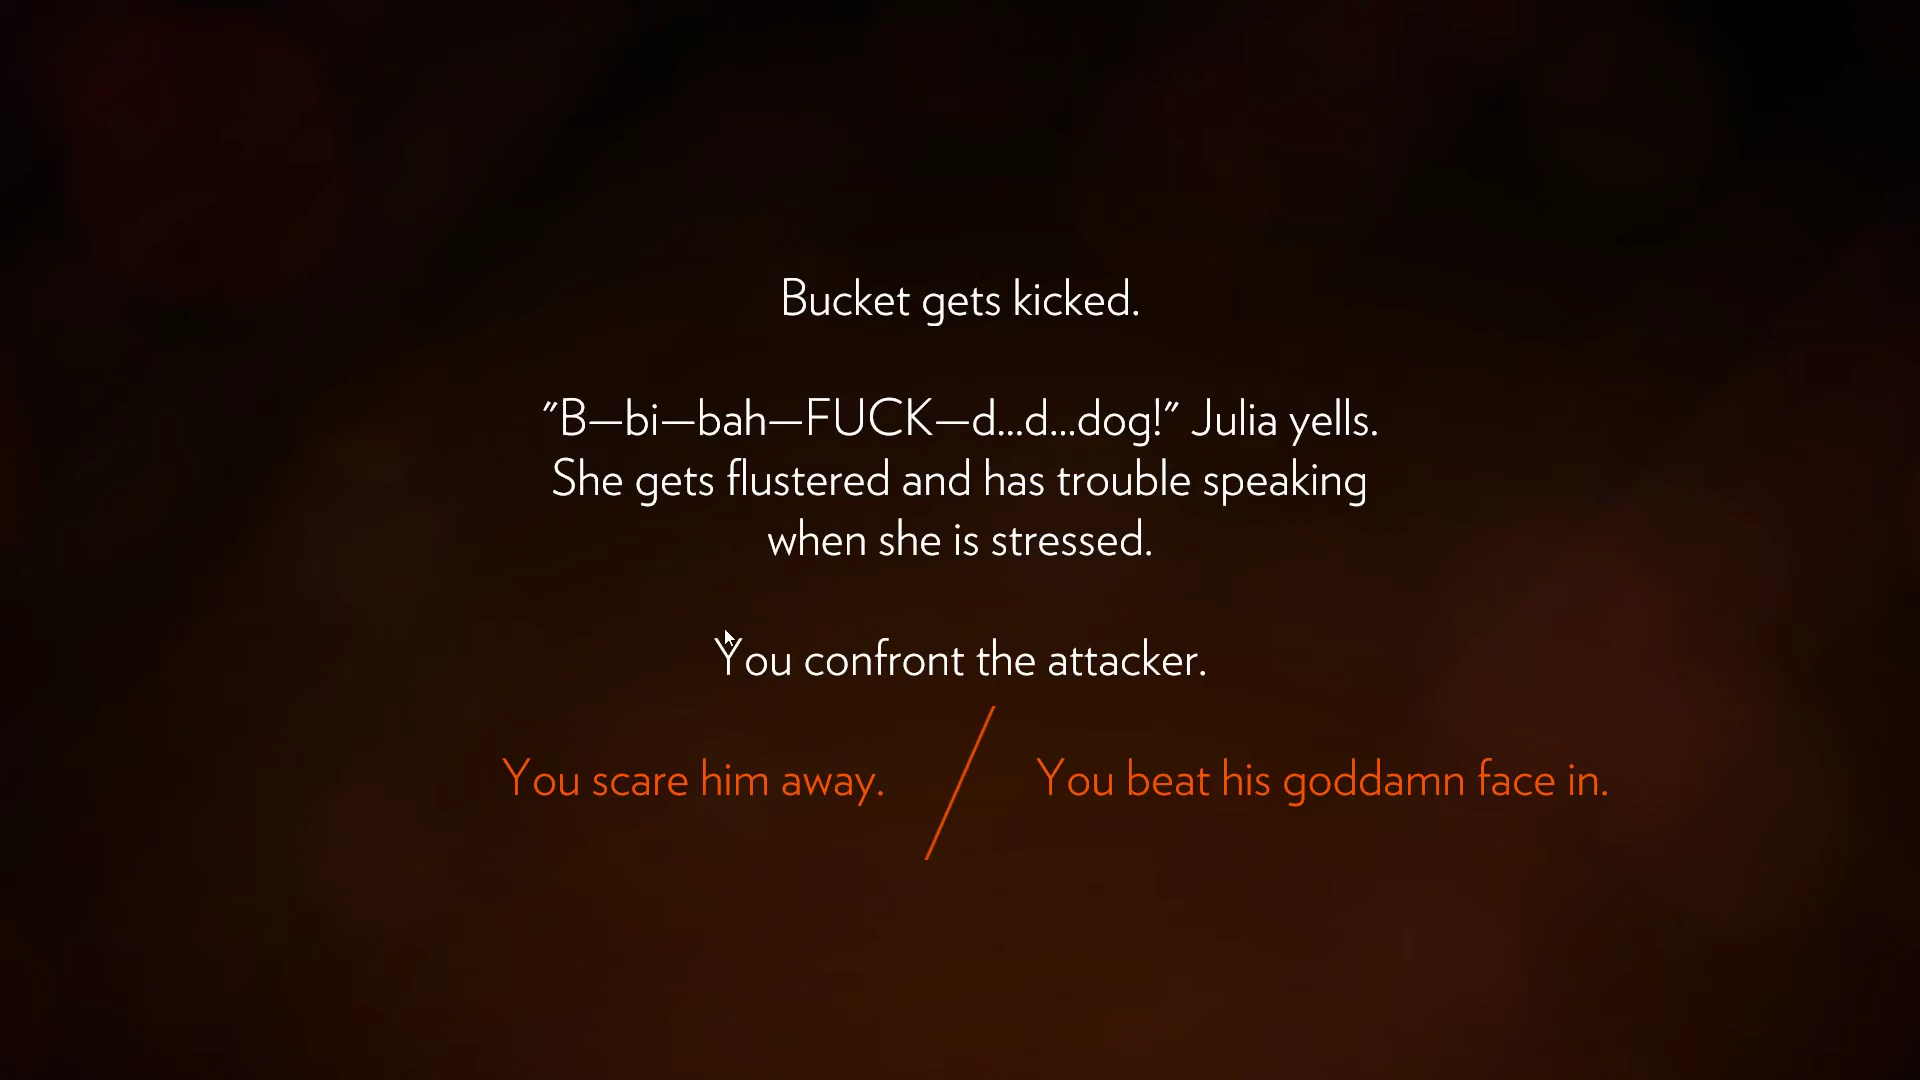 Bucket gets kicked.
"B—bi—bah—FUCK—d...d...dog!" Julia yells.
She gets flustered and has trouble speaking
when she is stressed.
You confront the attacker.
You scare him away. / You beat his goddamn face in.